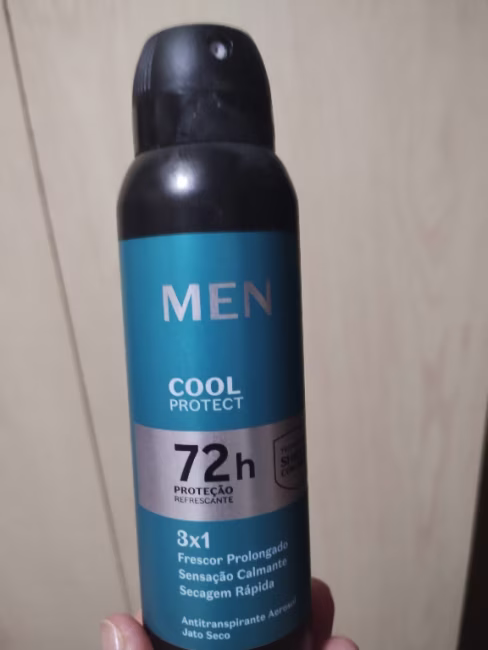 MEN
COOL
PROTECT
72h
PROTEÇÃO
REFRESCANTE
3x1
Frescor Prolongado
Sensação Calmante
Secagem Rápida
Antitranspirante Aerosol
Jato Seco